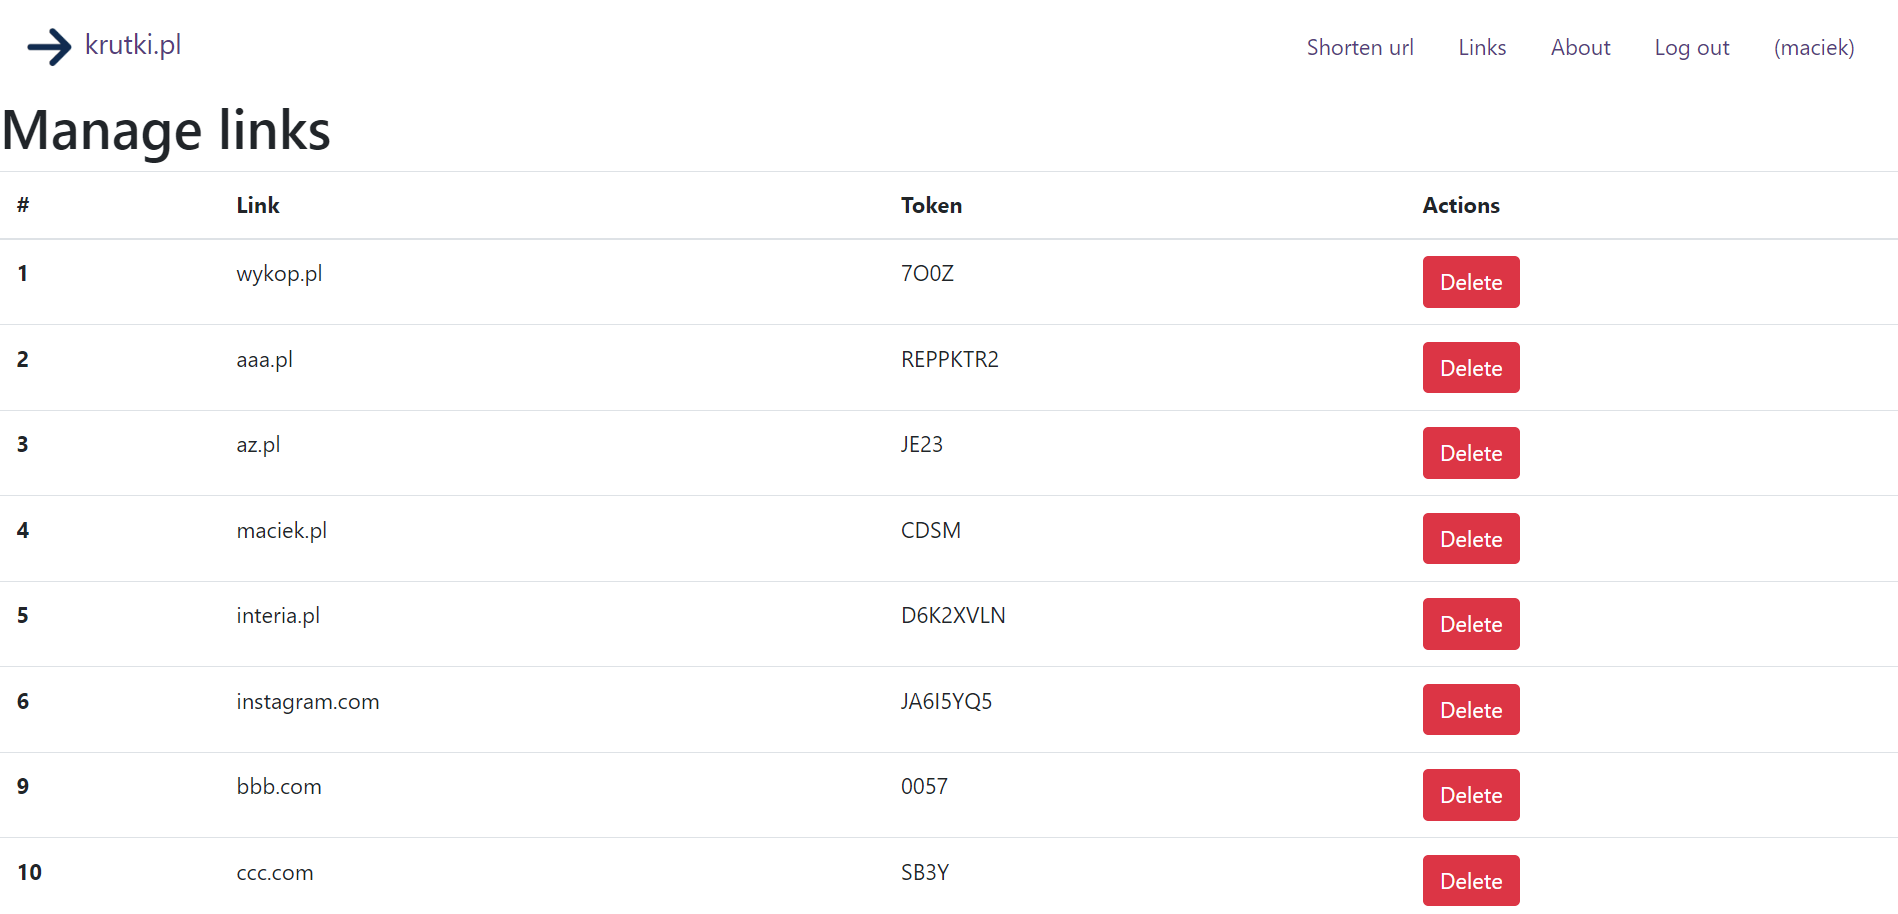 krutki.pl Shorten url Links About Log out (maciek)
Manage links
# Link Token Actions
1 wykop.pl 7O0Z Delete
2 aaa.pl REPPKTR2 Delete
3 az.pl JE23 Delete
4 maciek.pl CDSM Delete
5 interia.pl D6K2XVLN Delete
6 instagram.com JA6I5YQ5 Delete
9 bbb.com 0057 Delete
10 ccc.com SB3Y Delete